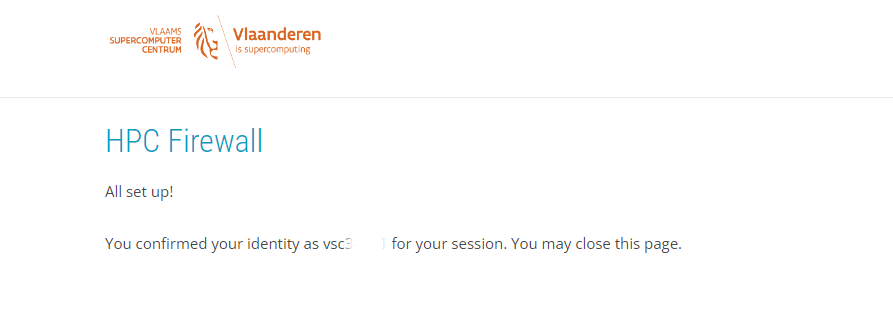 VLAAMS
SUPERCOMPUTER
CENTRUM
Vlaanderen
is supercomputing
HPC Firewall
All set up!
You confirmed your identity as vsc3 1 for your session. You may close this page.